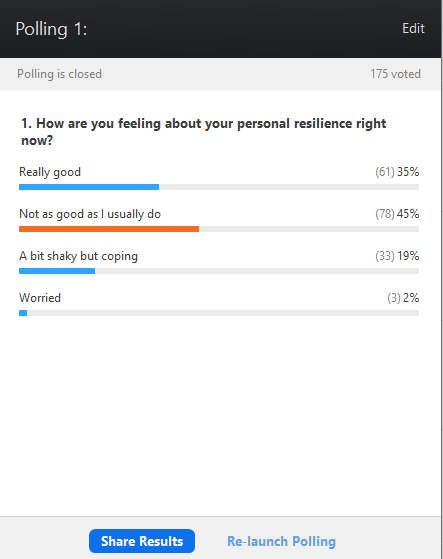 Polling 1:
Edit
Polling is closed
175 voted
1. How are you feeling about your personal resilience right
now?
Really good
(61) 35%
Not as good as I usually do
(78) 45%
A bit shaky but coping
(33) 19%
Worried
(3) 2%
Share Results
Re-launch Polling